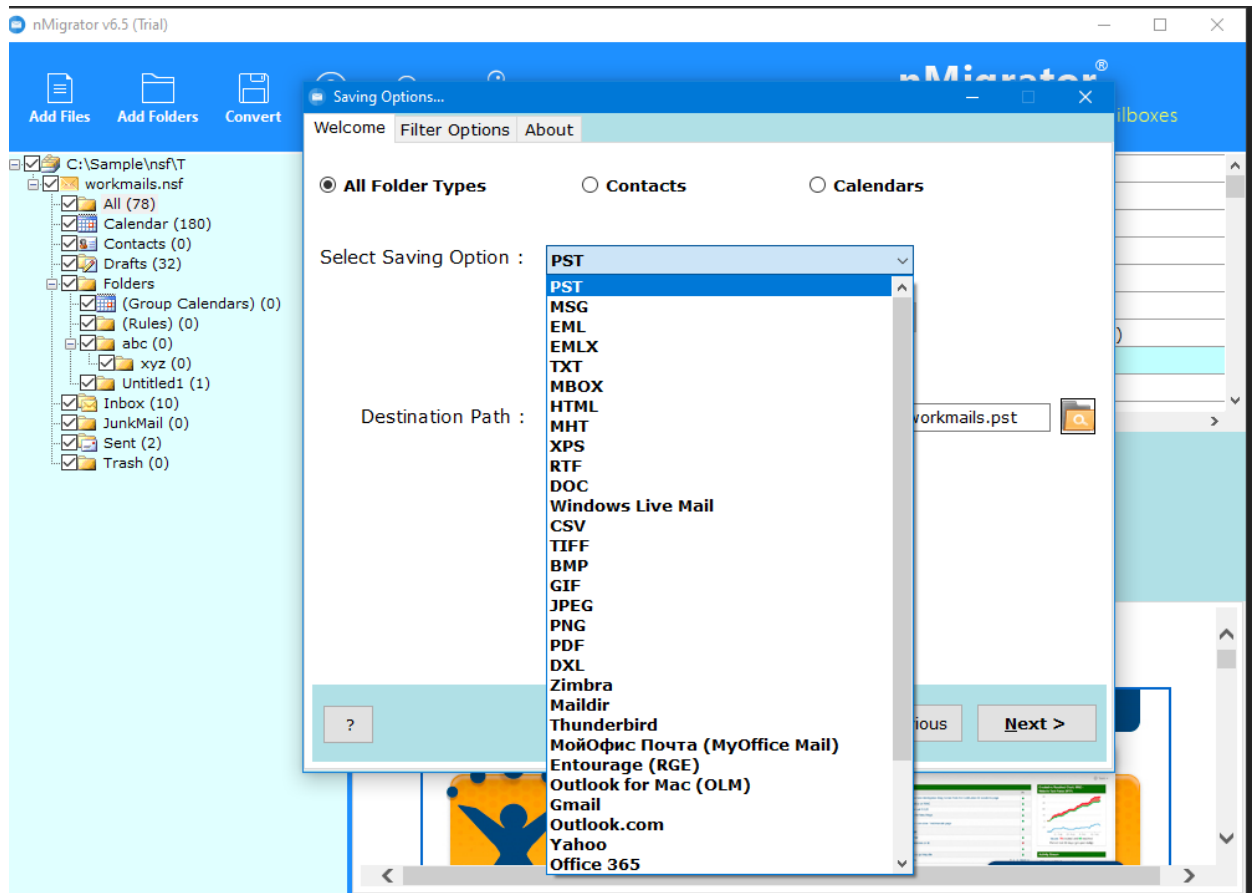 nMigrator v6.5 (Trial)
Add Files
Add Folders
Convert
nMigrator®
ilboxes
Saving Options...
Welcome
Filter Options
About
C:\Sample\nsf\T
workmails.nsf
All (78)
Calendar (180)
Contacts (0)
Drafts (32)
Folders
(Group Calendars) (0)
(Rules) (0)
abc (0)
xyz (0)
Untitled1 (1)
Inbox (10)
JunkMail (0)
Sent (2)
Trash (0)
All Folder Types
Contacts
Calendars
Select Saving Option :
PST
PST
MSG
EML
EMLX
TXT
MBOX
HTML
MHT
XPS
RTF
DOC
Windows Live Mail
CSV
TIFF
BMP
GIF
JPEG
PNG
PDF
DXL
Zimbra
Maildir
Thunderbird
МойОфис Почта (MyOffice Mail)
Entourage (RGE)
Outlook for Mac (OLM)
Gmail
Outlook.com
Yahoo
Office 365
)
Destination Path :
workmails.pst
?
ious
Next >